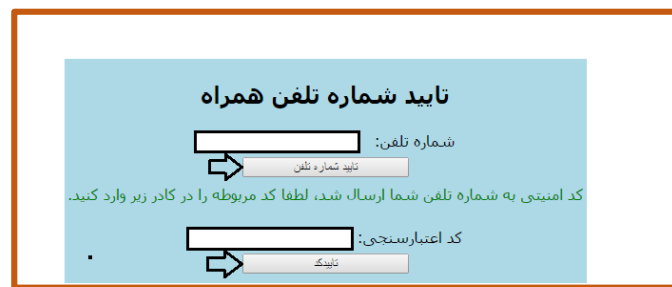 تایید شماره تلفن همراه
شماره تلفن:
تایید شماره تلفن
کد امنیتی به شماره تلفن شما ارسال شد، لطفا کد مربوطه را در کادر زیر وارد کنید.
کد اعتبارسنجی:
تاییدکد